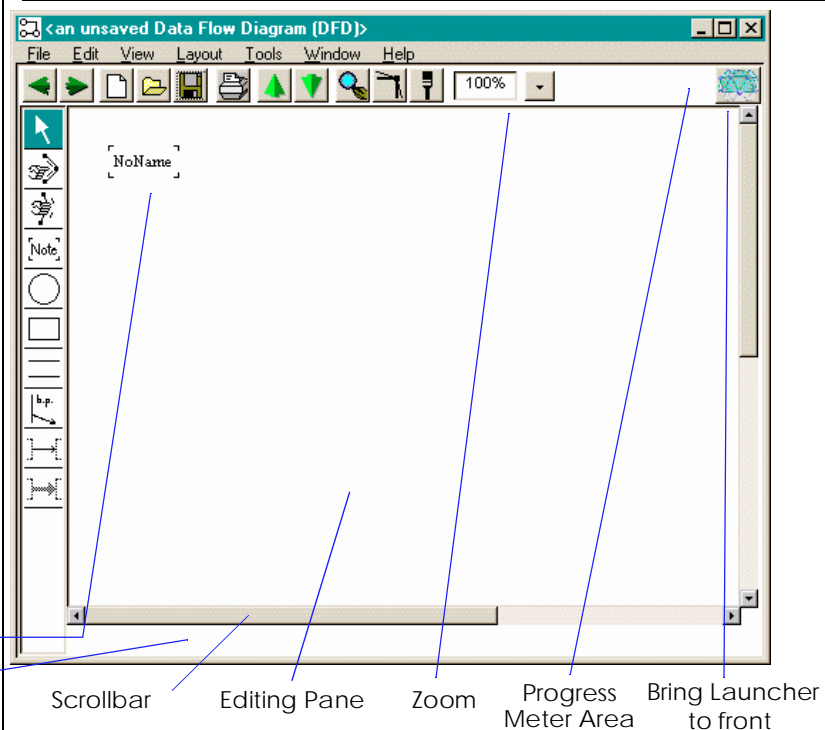 <an unsaved Data Flow Diagram (DFD)>
File Edit View Layout Tools Window Help
100%
NoName
Note
b.p.
Scrollbar
Editing Pane
Zoom
Progress
Meter Area
Bring Launcher
to front